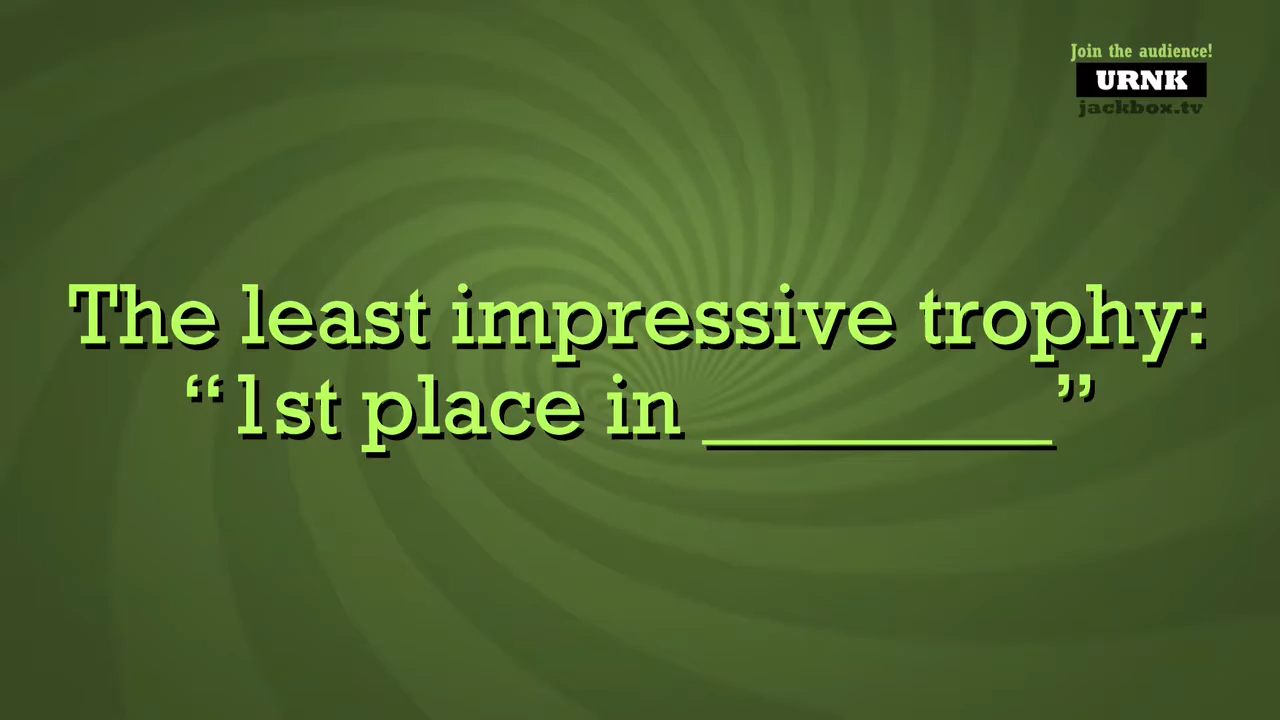 Join the audience!
URNK
jackbox.tv
The least impressive trophy:
“1st place in ________”